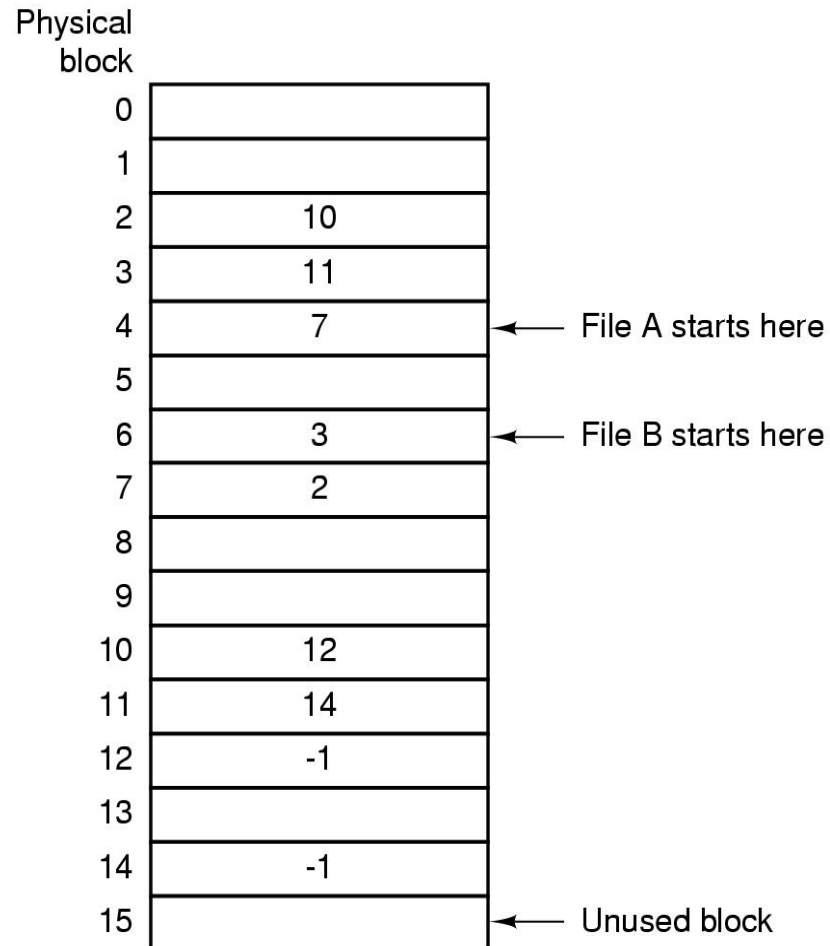 Physical
block
0
1
2 10
3 11
4 7 File A starts here
5
6 3 File B starts here
7 2
8
9
10 12
11 14
12 -1
13
14 -1
15 Unused block